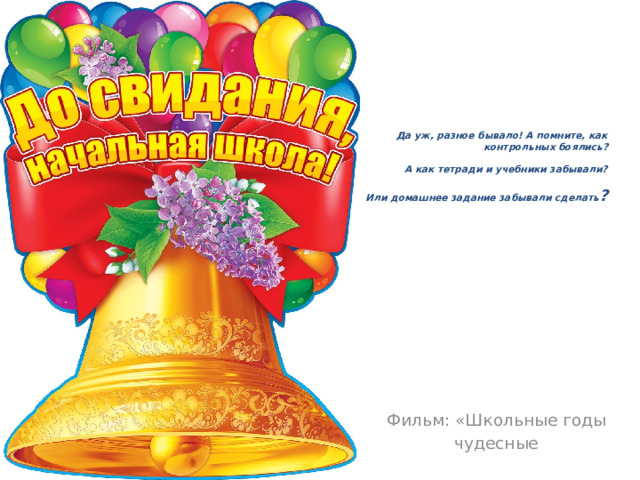 До свидания,
начальная школа!
Да уж, разное бывало! А помните, как
контрольных боялись?
А как тетради и учебники забывали?
Или домашнее задание забывали сделать?
Фильм: «Школьные годы
чудесные